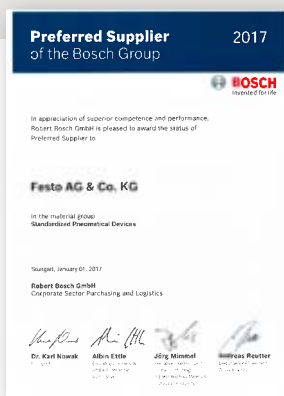 Preferred Supplier 2017
of the Bosch Group
BOSCH
Invented for life
In appreciation of superior competence and performance,
Robert Bosch GmbH is pleased to award the status of
Preferred Supplier to
Festo AG & Co. KG
in the material group
Standardized Pneumatical Devices
Stuttgart, January 01, 2017
Robert Bosch GmbH
Corporate Sector Purchasing and Logistics
Dr. Karl Nowak Albin Ettle Jörg Mimmel Andreas Reutter